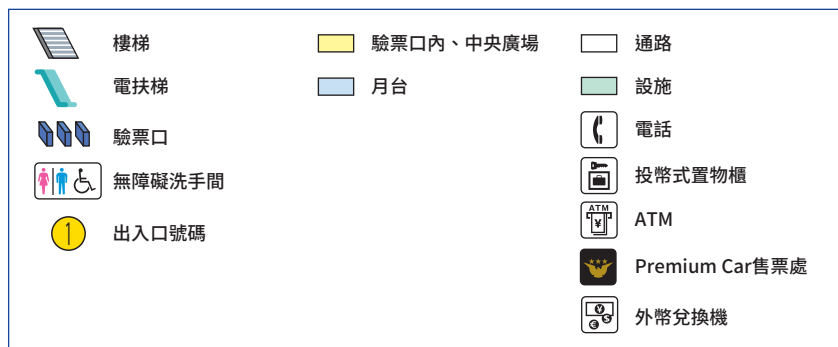 樓梯
電扶梯
驗票口
無障礙洗手間
1
出入口號碼
驗票口內、中央廣場
月台
通路
設施
電話
投幣式置物櫃
ATM
¥
ATM
Premium Car售票處
¥
$
€
外幣兌換機